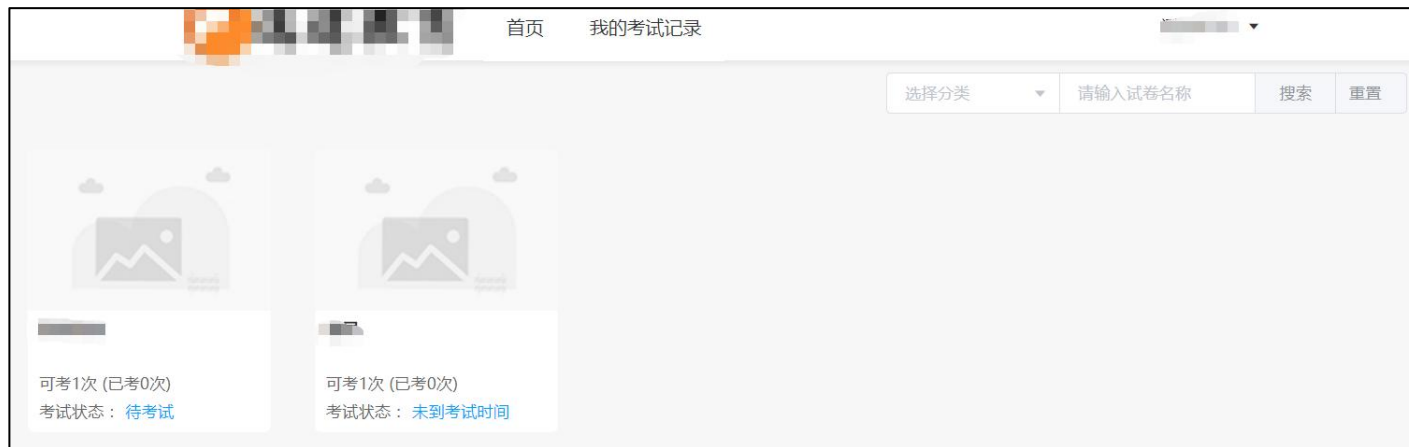 首页 我的考试记录
选择分类 请输入试卷名称 搜索 重置
可考1次 (已考0次) 可考1次 (已考0次)
考试状态： 待考试 考试状态： 未到考试时间